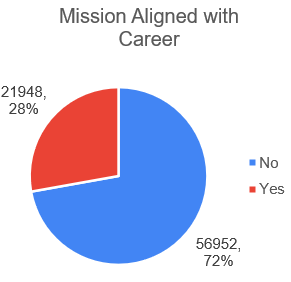 Mission Aligned with
Career
21948,
28%
No
Yes
56952,
72%